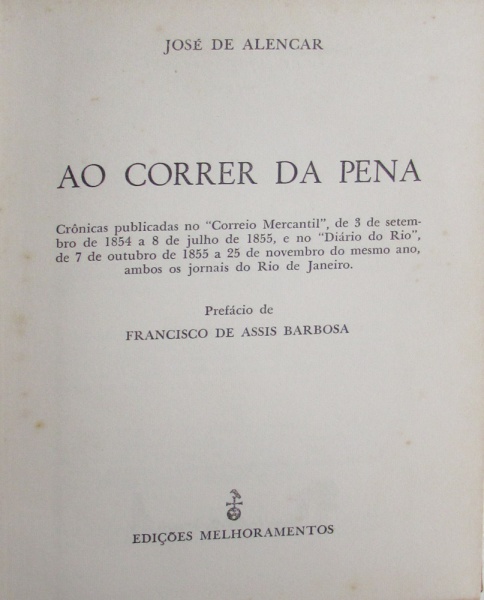 JOSÉ DE ALENCAR
AO CORRER DA PENA
Crônicas publicadas no "Correio Mercantil", de 3 de setem-
bro de 1854 a 8 de julho de 1855, e no "Diário do Rio",
de 7 de outubro de 1855 a 25 de novembro do mesmo ano,
ambos os jornais do Rio de Janeiro.
Prefácio de
FRANCISCO DE ASSIS BARBOSA
EDIÇÕES MELHORAMENTOS